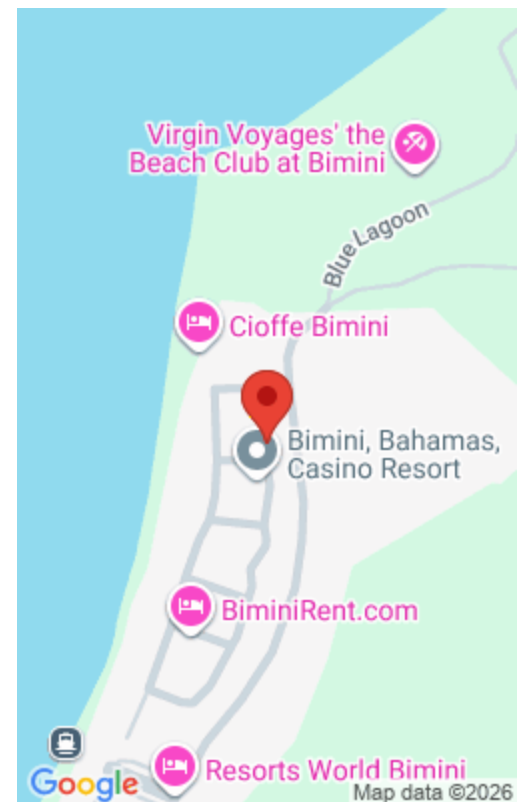 Virgin Voyages' the
Beach Club at Bimini
Blue Lagoon
Cioffe Bimini
Bimini, Bahamas,
Casino Resort
BiminiRent.com
Resorts World Bimini
Google
Map data ©2026